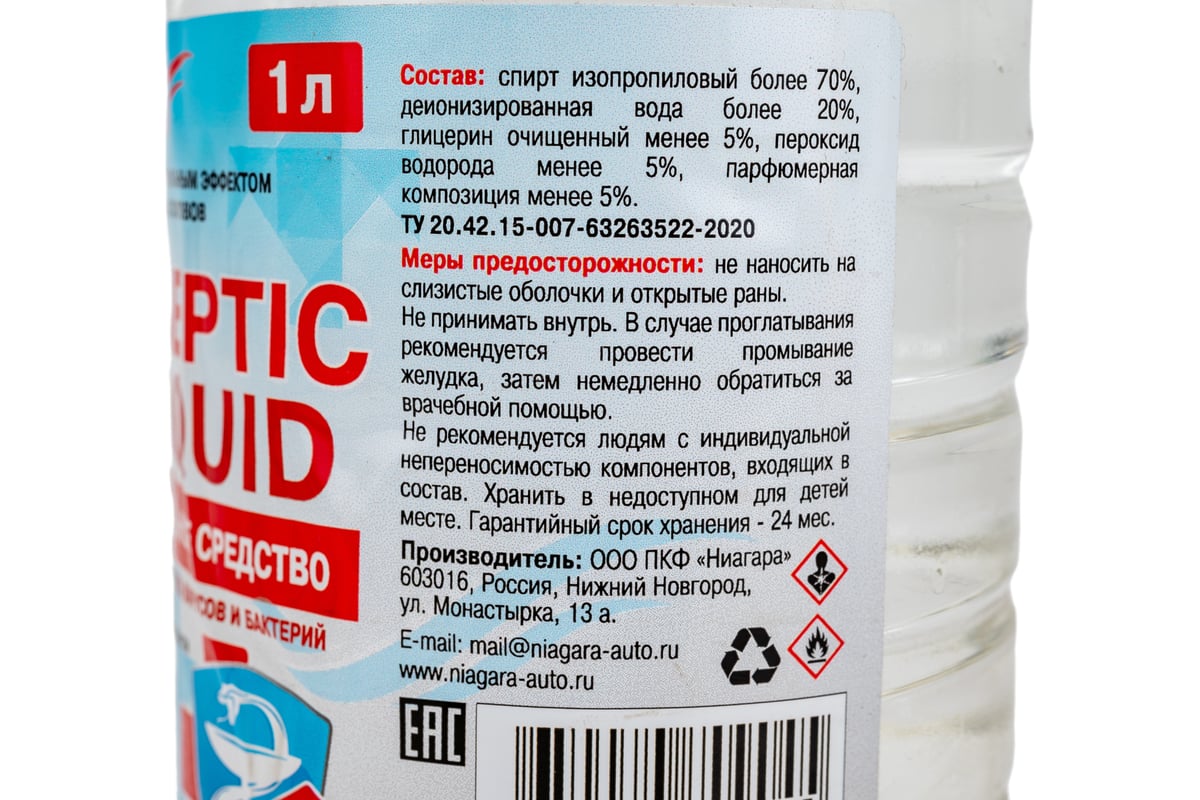 1 л
ЭФФЕКТОМ
EPTIC
UID
СРЕДСТВО
И БАКТЕРИЙ
Состав: спирт изопропиловый более 70%,
деионизированная вода более 20%,
глицерин очищенный менее 5%, пероксид
водорода менее 5%, парфюмерная
композиция менее 5%.
ТУ 20.42.15-007-63263522-2020
Меры предосторожности: не наносить на
слизистые оболочки и открытые раны.
Не принимать внутрь. В случае проглатывания
рекомендуется провести промывание
желудка, затем немедленно обратиться за
врачебной помощью.
Не рекомендуется людям с индивидуальной
непереносимостью компонентов, входящих в
состав. Хранить в недоступном для детей
месте. Гарантийный срок хранения - 24 мес.
Производитель: ООО ПКФ «Ниагара»
603016, Россия, Нижний Новгород,
ул. Монастырка, 13 а.
E-mail: mail@niagara-auto.ru
www.niagara-auto.ru
EAC